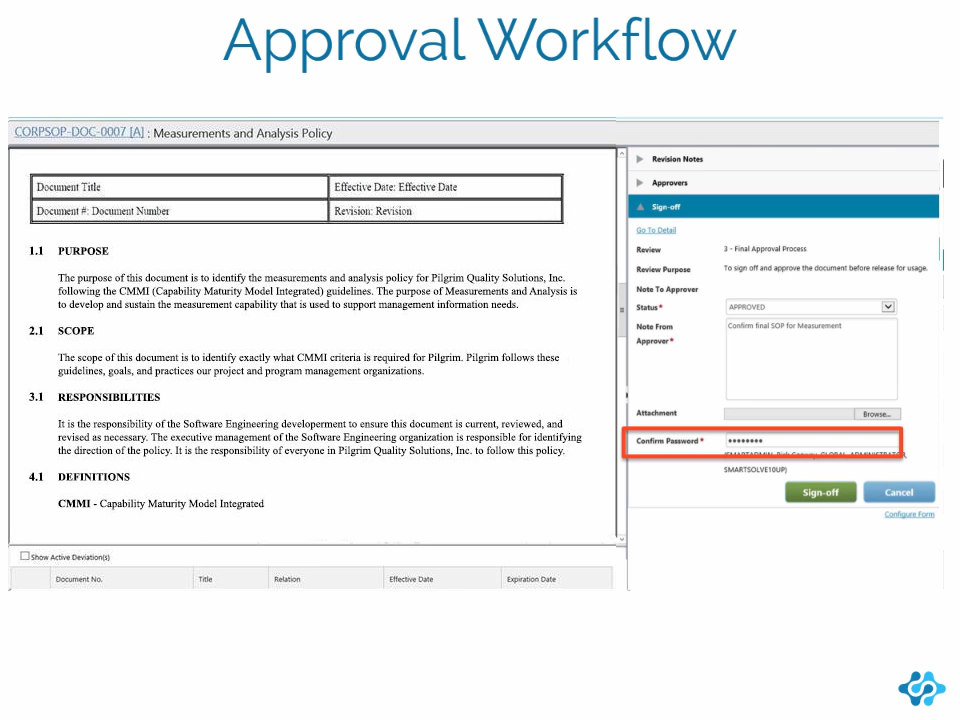 Approval Workflow
CORPSOP-DOC-0007 [A] : Measurements and Analysis Policy
Document Title Effective Date: Effective Date
Document #: Document Number Revision: Revision
1.1 PURPOSE
The purpose of this document is to identify the measurements and analysis policy for Pilgrim Quality Solutions, Inc.
following the CMMI (Capability Maturity Model Integrated) guidelines. The purpose of Measurements and Analysis is
to develop and sustain the measurement capability that is used to support management information needs.
2.1 SCOPE
The scope of this document is to identify exactly what CMMI criteria is required for Pilgrim. Pilgrim follows these
guidelines, goals, and practices our project and program management organizations.
3.1 RESPONSIBILITIES
It is the responsibility of the Software Engineering developerment to ensure this document is current, reviewed, and
revised as necessary. The executive management of the Software Engineering organization is responsible for identifying
the direction of the policy. It is the responsibility of everyone in Pilgrim Quality Solutions, Inc. to follow this policy.
4.1 DEFINITIONS
CMMI - Capability Maturity Model Integrated
Show Active Deviation(s)
Document No. Title Relation Effective Date Expiration Date
Revision Notes
Approvers
Sign-off
Go To Detail
Review 3 - Final Approval Process
Review Purpose To sign off and approve the document before release for usage.
Note To Approver
Status* APPROVED
Note From Confirm final SOP for Measurement
Approver*
Attachment Browse...
Confirm Password* ••••••••
GLOBAL, ADMINISTRATOR,
SMARTSOLVE10UP)
Sign-off Cancel
Configure Form